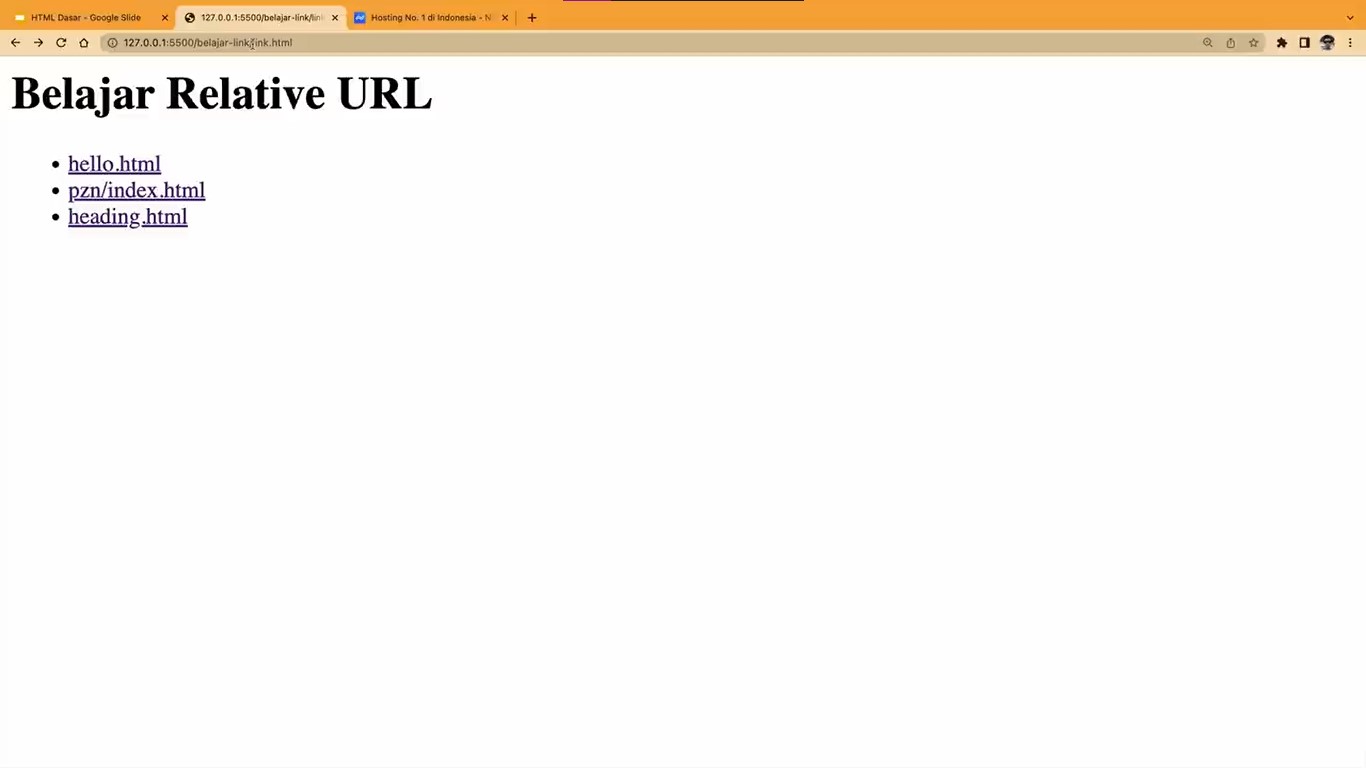 HTML Dasar - Google Slide
127.0.0.1:5500/belajar-link/lin
Hosting No. 1 di Indonesia - N
127.0.0.1:5500/belajar-link/link.html
Belajar Relative URL
hello.html
pzn/index.html
heading.html